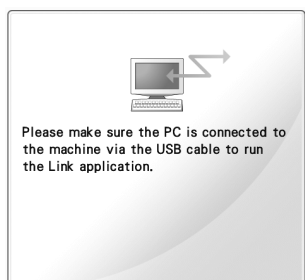 Please make sure the PC is connected to
the machine via the USB cable to run
the Link application.